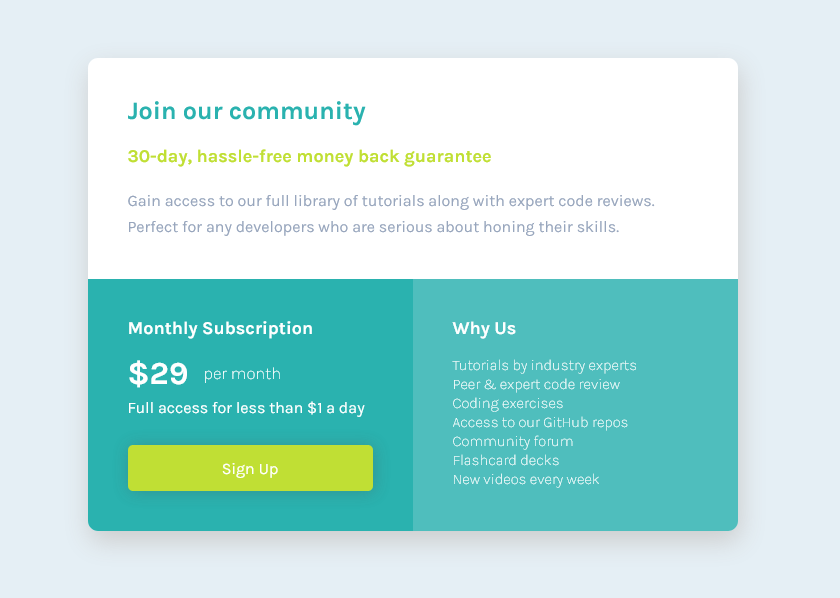 Join our community
30-day, hassle-free money back guarantee
Gain access to our full library of tutorials along with expert code reviews.
Perfect for any developers who are serious about honing their skills.
Monthly Subscription
$29 per month
Full access for less than $1 a day
Sign Up
Why Us
Tutorials by industry experts
Peer & expert code review
Coding exercises
Access to our GitHub repos
Community forum
Flashcard decks
New videos every week